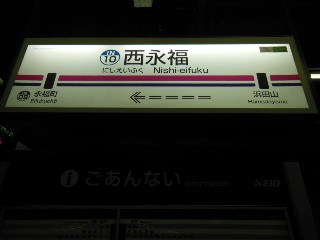 IN
10
西永福
にしえいふく
Nishi-eifuku
永福町
Eifukuchō
浜田山
Hamadayama
i ごあんない
KEIO